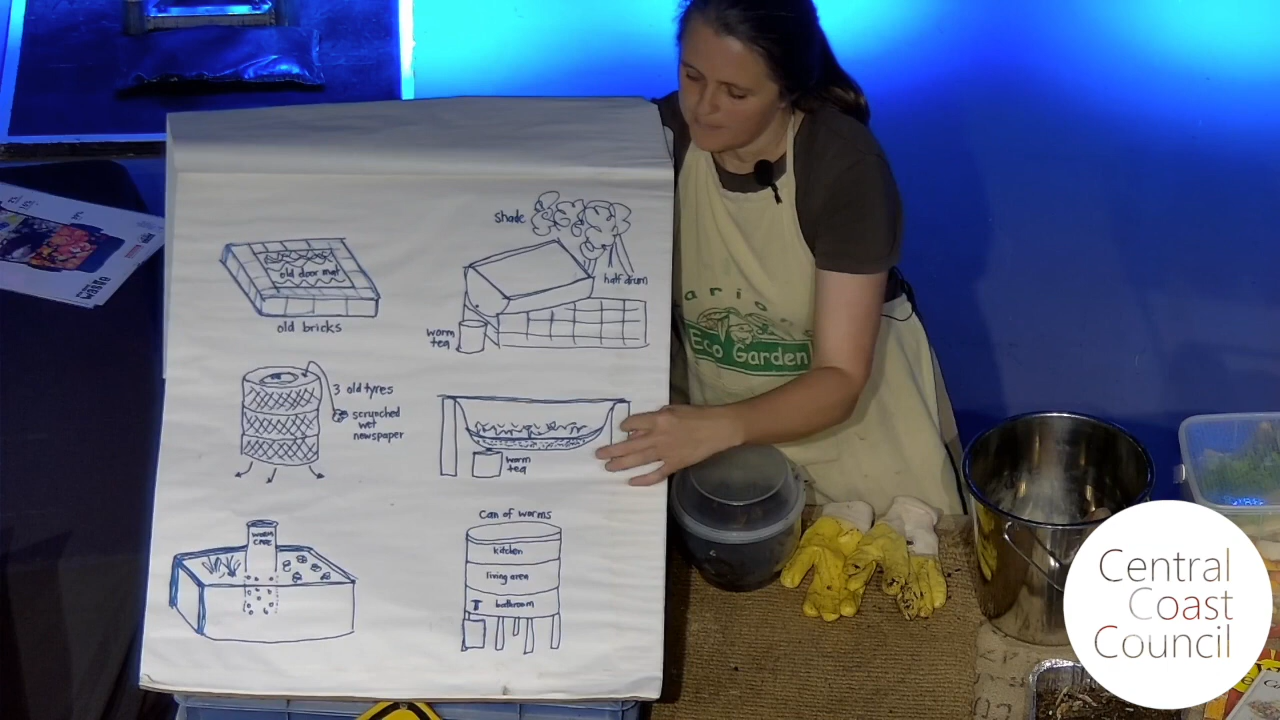 shade
old door mat
half drum
old bricks
worm
tea
3 old tyres
scrunched
wet
newspaper
worm
tea
Can of worms
WORM
CAFE
kitchen
living area
bathroom
Eco Garden
waste
Central
Coast
Council